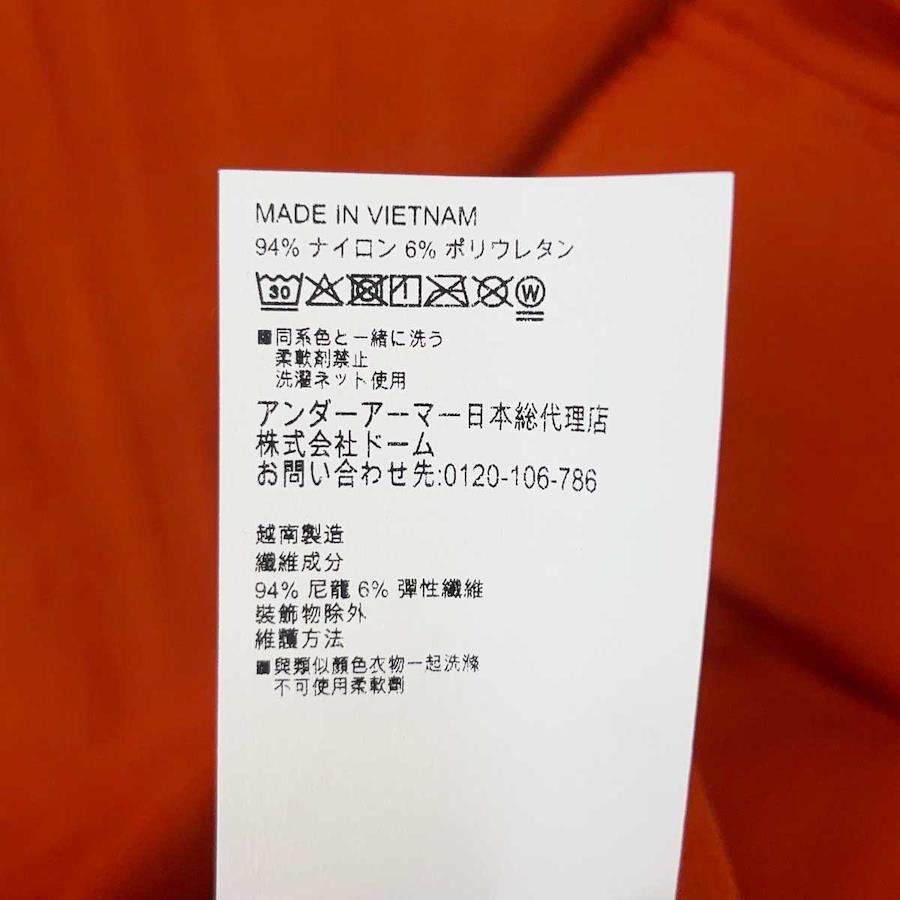 MADE IN VIETNAM
94% ナイロン 6% ポリウレタン
30 W
■同系色と一緒に洗う
柔軟剤禁止
洗濯ネット使用
アンダーアーマー日本総代理店
株式会社ドーム
お問い合わせ先:0120-106-786
越南製造
纖維成分
94% 尼龍 6% 彈性纖維
裝飾物除外
維護方法
■與類似顏色衣物一起洗滌
不可使用柔軟劑